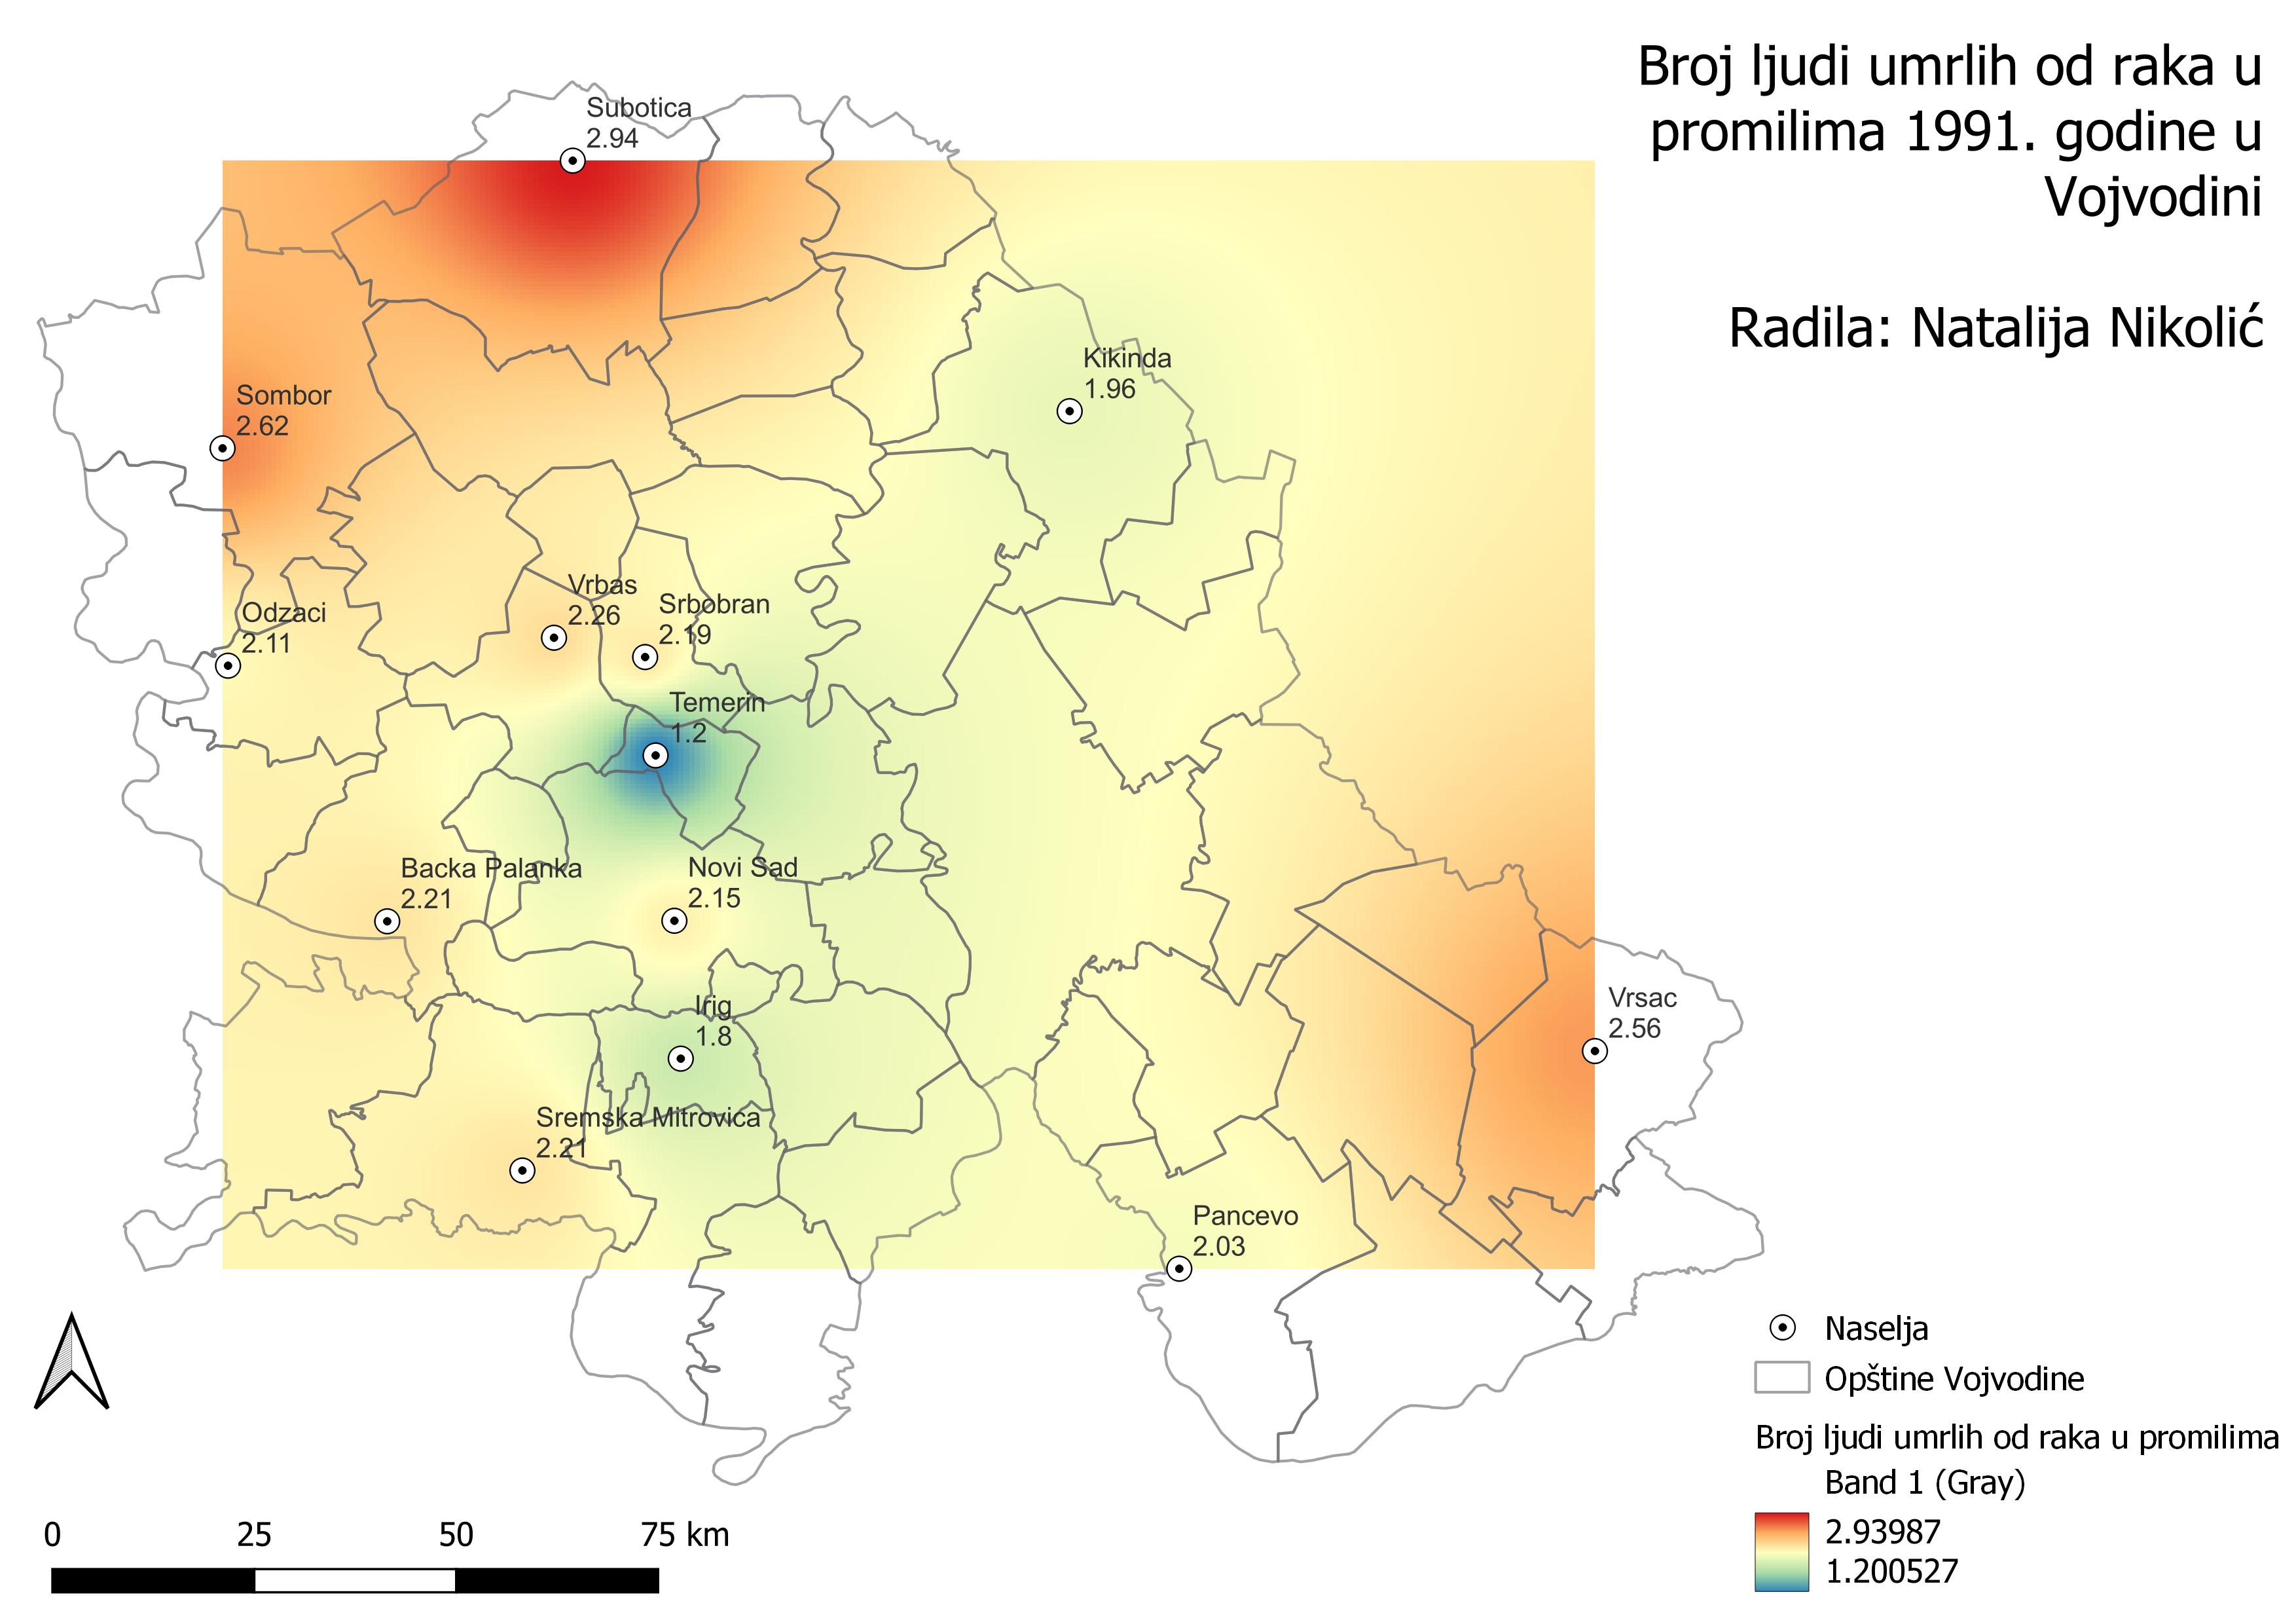 Broj ljudi umrlih od raka u
promilima 1991. godine u
Vojvodini
Radila: Natalija Nikolić
Subotica
2.94
Kikinda
1.96
Sombor
2.62
Vrbas
2.26
Srbobran
2.19
Odzaci
2.11
Temerin
1.2
Backa Palanka
2.21
Novi Sad
2.15
Irig
1.8
Vrsac
2.56
Sremska Mitrovica
2.21
Pancevo
2.03
Naselja
Opštine Vojvodine
Broj ljudi umrlih od raka u promilima
Band 1 (Gray)
2.93987
1.200527
0 25 50 75 km